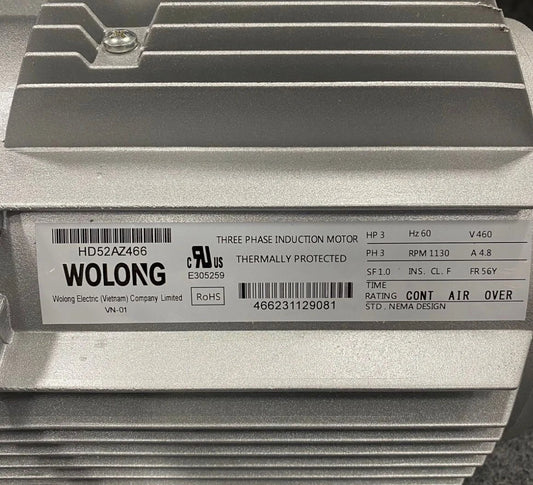 HD52AZ466
WOLONG
Wolong Electric (Vietnam) Company Limited
VN-01
c RU US
E305259
RoHS
THREE PHASE INDUCTION MOTOR
THERMALLY PROTECTED
466231129081
HP 3 Hz 60 V 460
PH 3 RPM 1130 A 4.8
SF 1.0 INS. CL. F FR 56Y
TIME
RATING CONT AIR OVER
STD. NEMA DESIGN